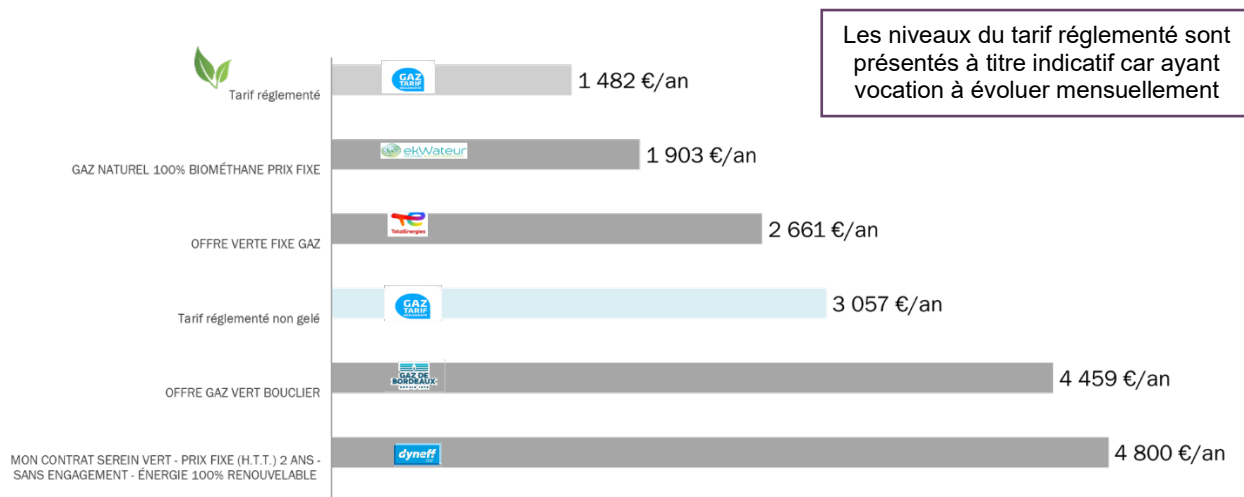 Les niveaux du tarif réglementé sont
présentés à titre indicatif car ayant
vocation à évoluer mensuellement
GAZ
TARIF
Tarif réglementé
1 482 €/an
ekWateur
GAZ NATUREL 100% BIOMÉTHANE PRIX FIXE
1 903 €/an
TotalEnergies
OFFRE VERTE FIXE GAZ
2 661 €/an
GAZ
TARIF
Tarif réglementé non gelé
3 057 €/an
GAZ DE
BORDEAUX
OFFRE GAZ VERT BOUCLIER
4 459 €/an
dyneff
MON CONTRAT SEREIN VERT - PRIX FIXE (H.T.T.) 2 ANS -
SANS ENGAGEMENT - ÉNERGIE 100% RENOUVELABLE
4 800 €/an